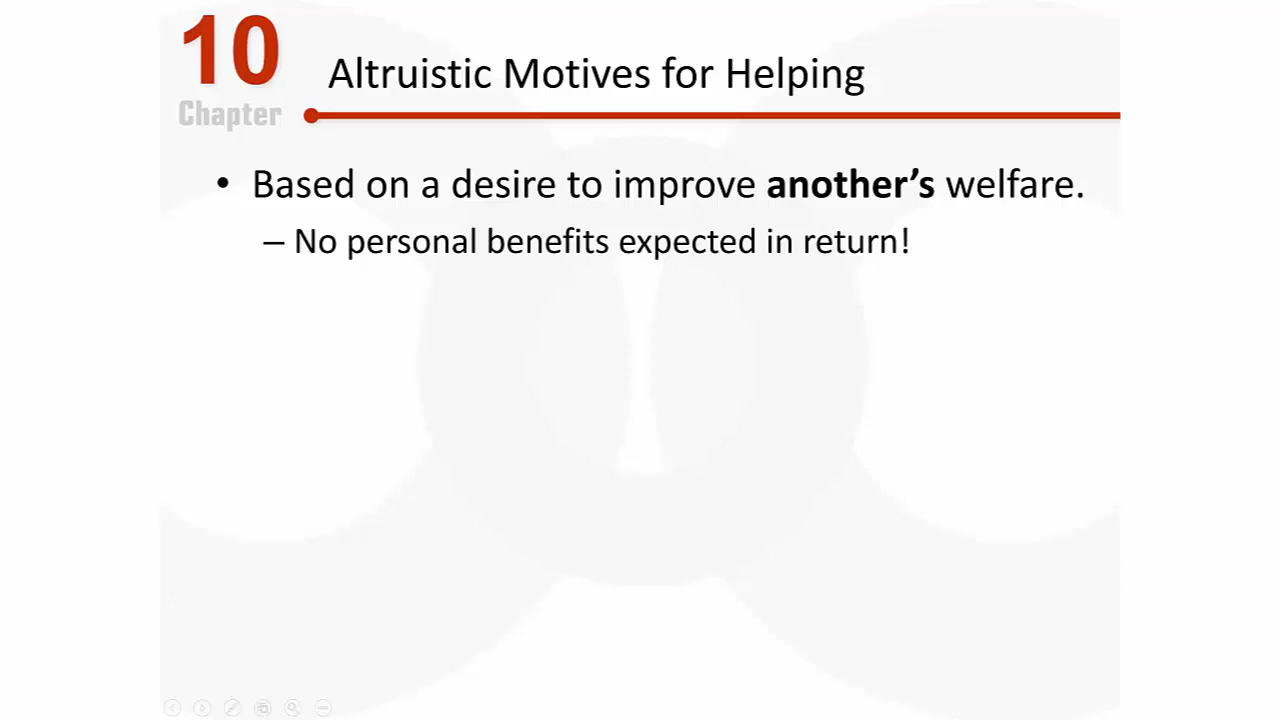 10
Chapter
Altruistic Motives for Helping
• Based on a desire to improve another’s welfare.
– No personal benefits expected in return!